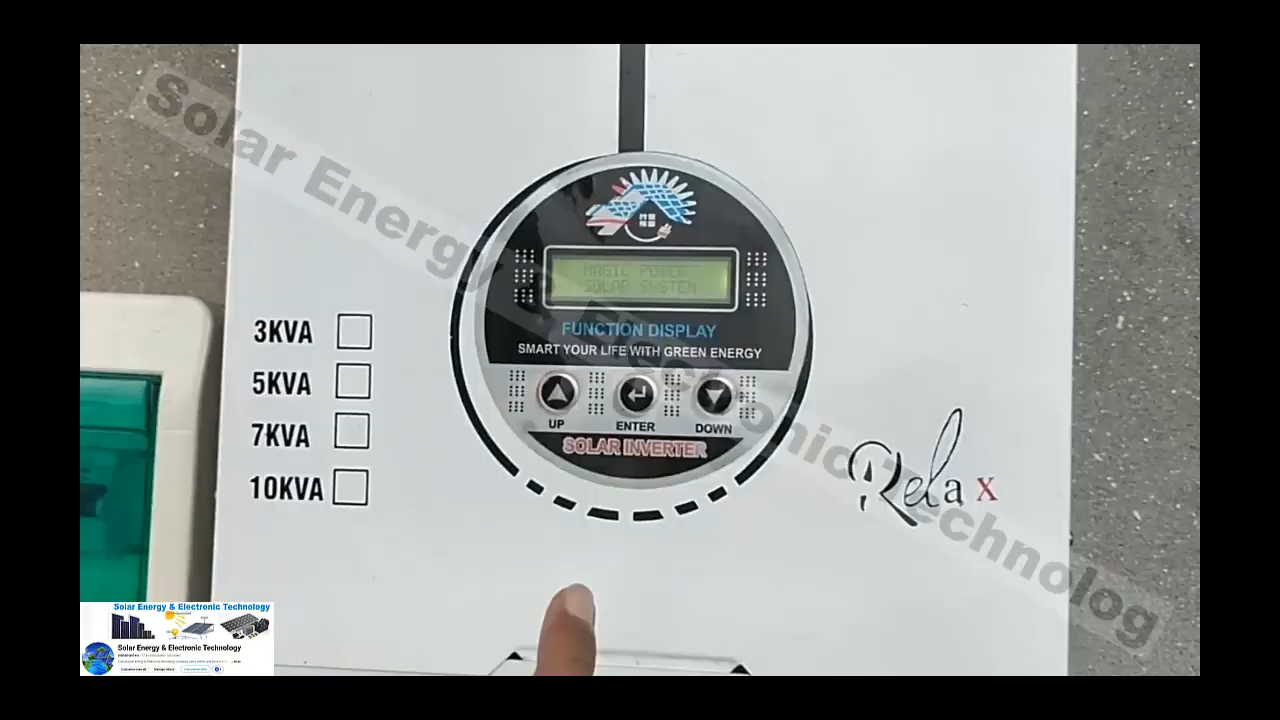 Solar Energy & Electronic Technolog
MAGIC POWER
SOLAR SYSTEM
FUNCTION DISPLAY
SMART YOUR LIFE WITH GREEN ENERGY
UP
ENTER
DOWN
SOLAR INVERTER
3KVA
5KVA
7KVA
10KVA
Relax
Solar Energy & Electronic Technology
Solar Energy & Electronic Technology